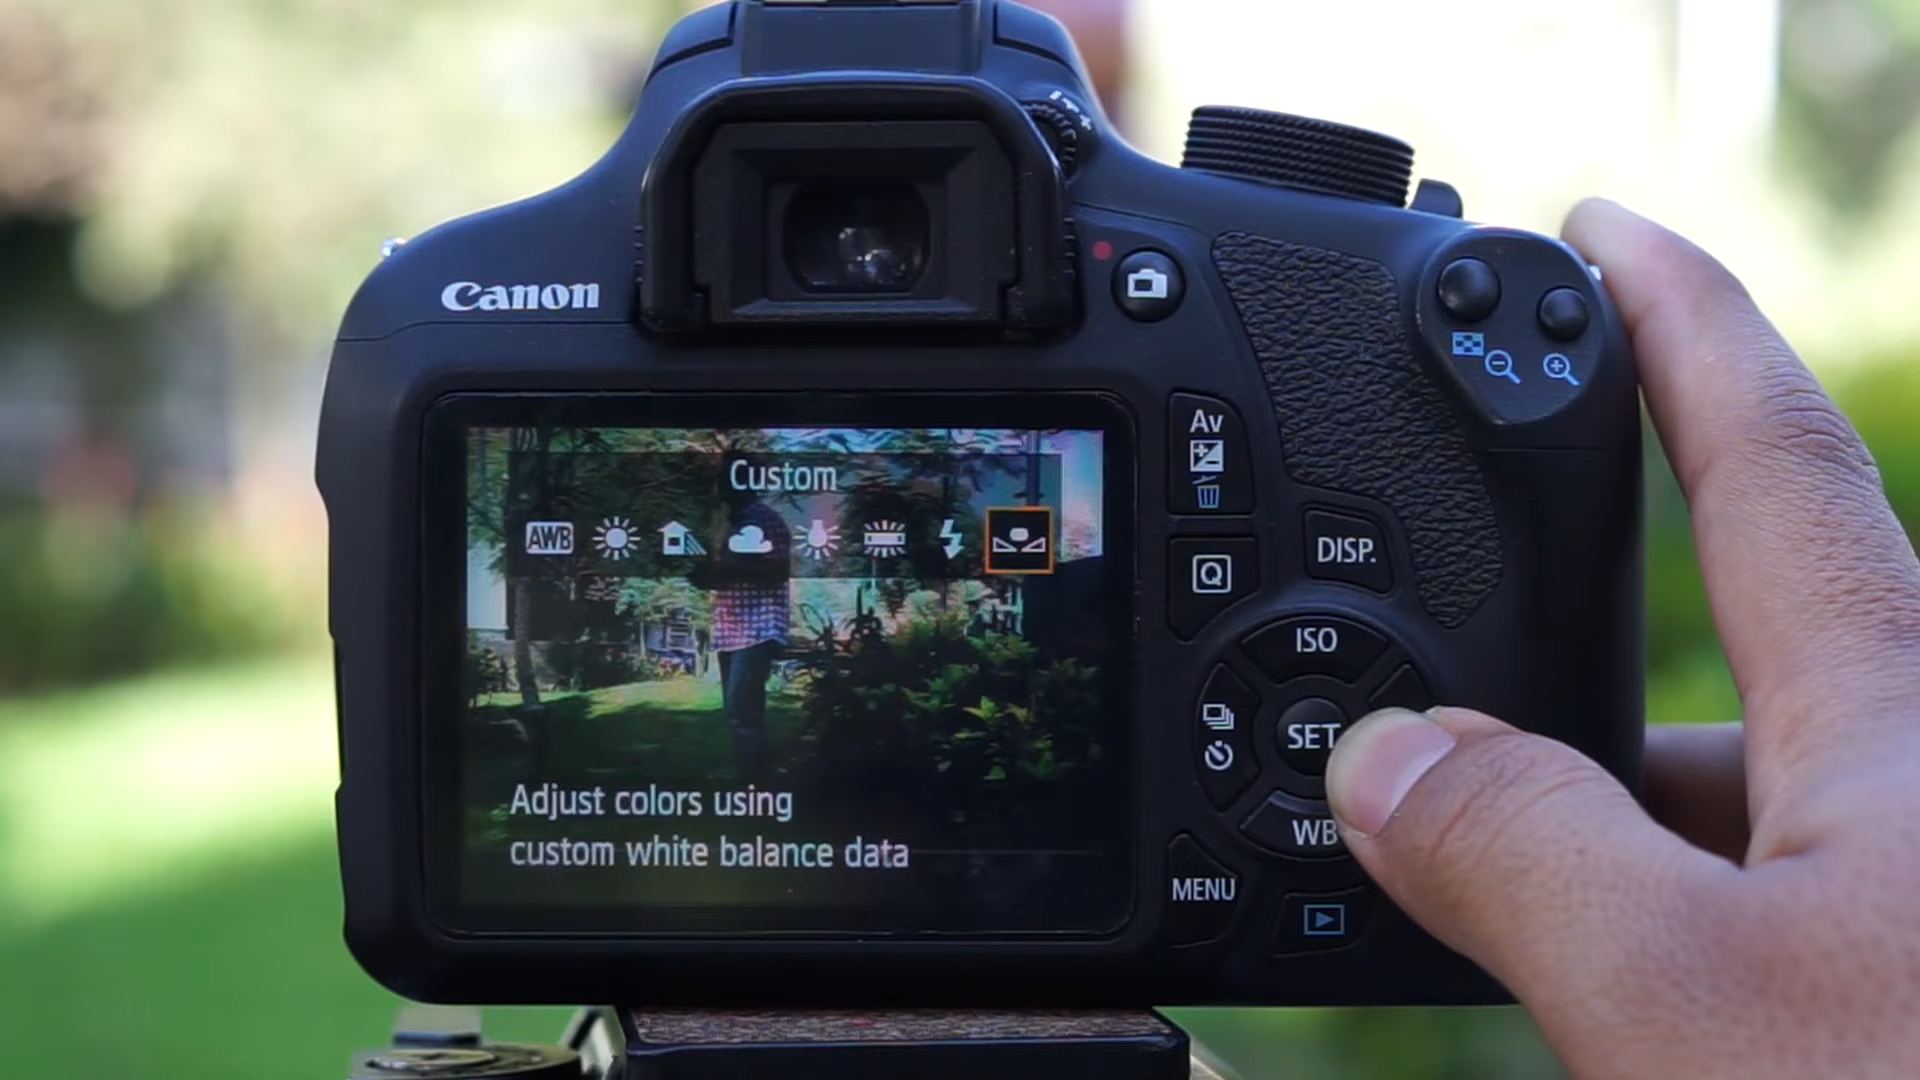 Canon
Custom
AWB
Adjust colors using
custom white balance data
Av
Q
DISP.
ISO
SET
WB
MENU